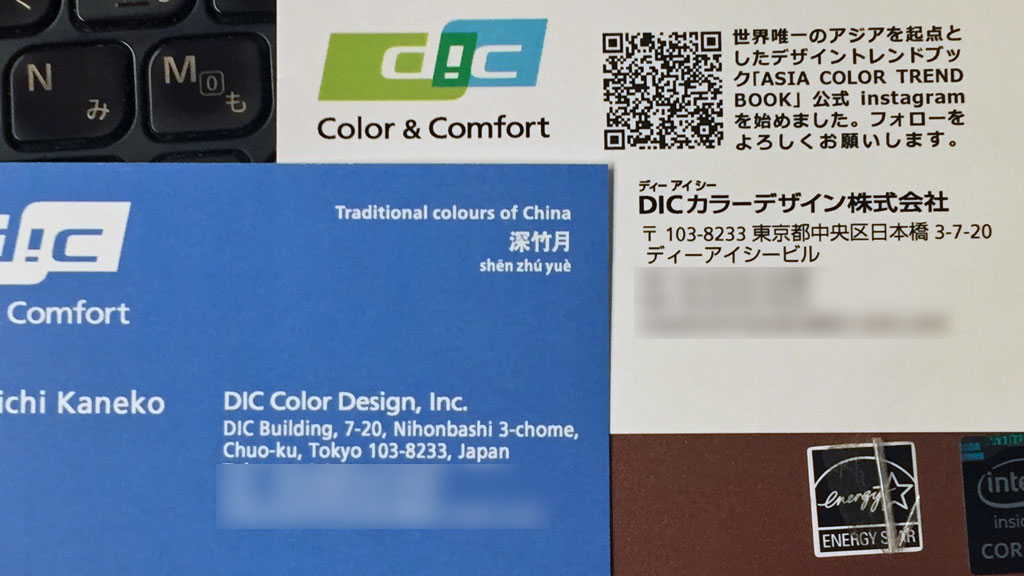 N
み
M
0
も
dic
Color & Comfort
世界唯一のアジアを起点と
したデザイントレンドブッ
ク「ASIA COLOR TREND
BOOK」公式 instagram
を始めました。フォローを
よろしくお願いします。
ディー アイ シー
DICカラーデザイン株式会社
〒 103-8233 東京都中央区日本橋 3-7-20
ディーアイシービル
dic
Comfort
Traditional colours of China
深竹月
shēn zhú yuè
ichi Kaneko
DIC Color Design, Inc.
DIC Building, 7-20, Nihonbashi 3-chome,
Chuo-ku, Tokyo 103-8233, Japan
energy
ENERGY STAR
inte
insi
COR